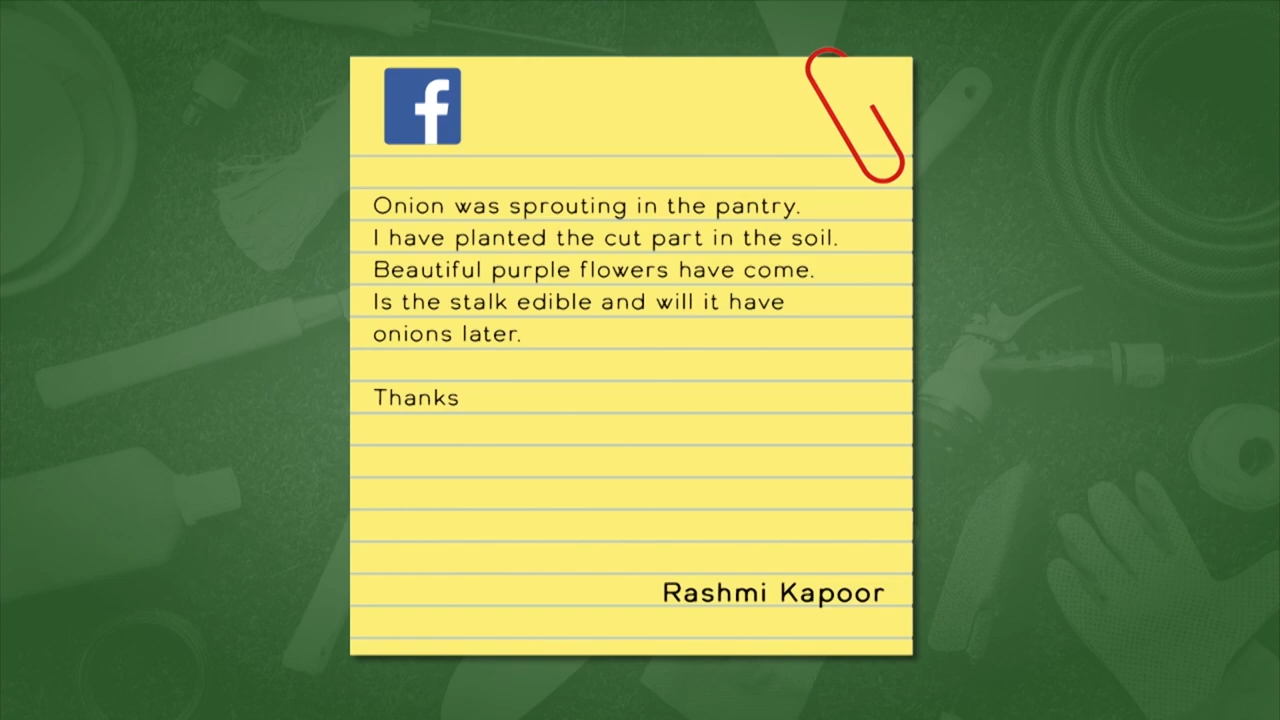 f
Onion was sprouting in the pantry.
I have planted the cut part in the soil.
Beautiful purple flowers have come.
Is the stalk edible and will it have
onions later.
Thanks
Rashmi Kapoor